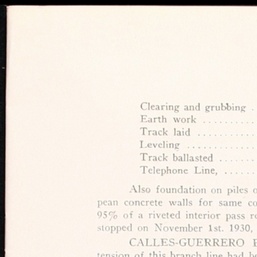 Clearing and grubbing .
Earth work ..............
Track laid ..............
Leveling ................
Track ballasted .........
Telephone Line, .........
Also foundation on piles o
pean concrete walls for same co
95% of a riveted interior pass r
stopped on November 1st. 1930,
CALLES-GUERRERO
tension of this branch line had be